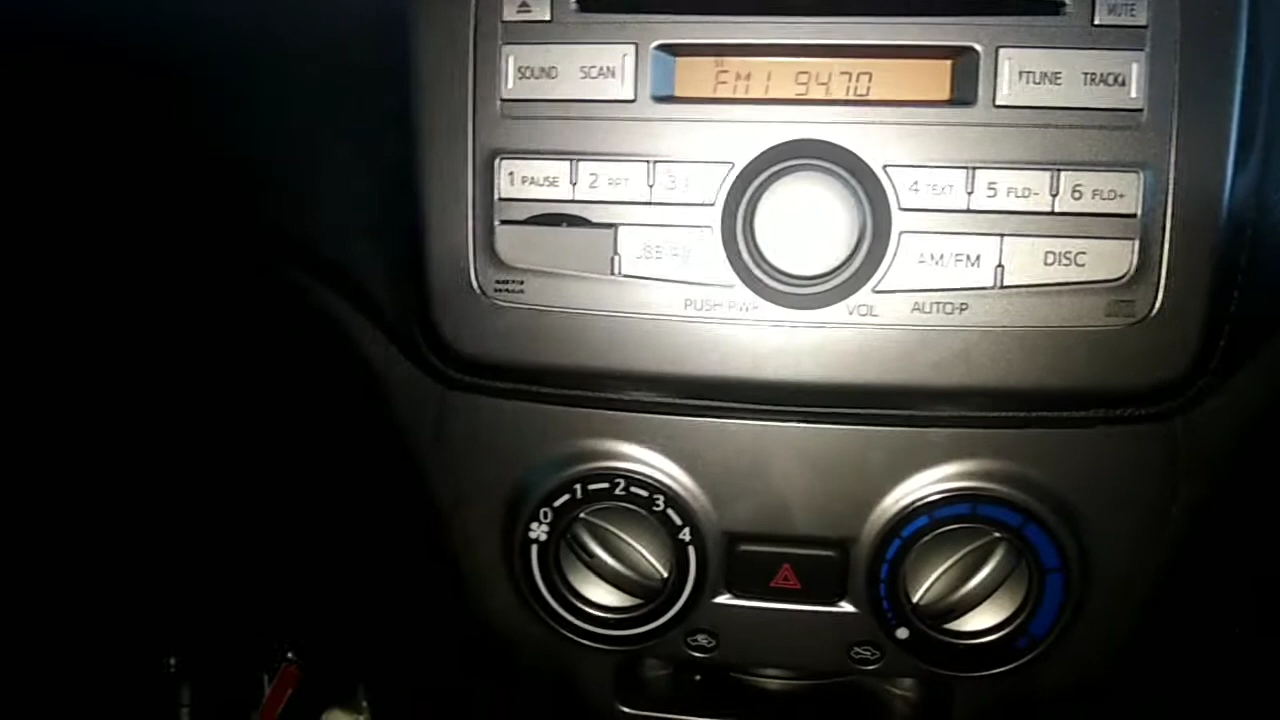 MUTE
SOUND SCAN
FM1 94.70
TUNE TRACK
1 PAUSE
2 RPT
3
4 TEXT
5 FLD-
6 FLD+
AM/FM
DISC
PUSH PWR
VOL
AUTO-P
0 1 2 3 4